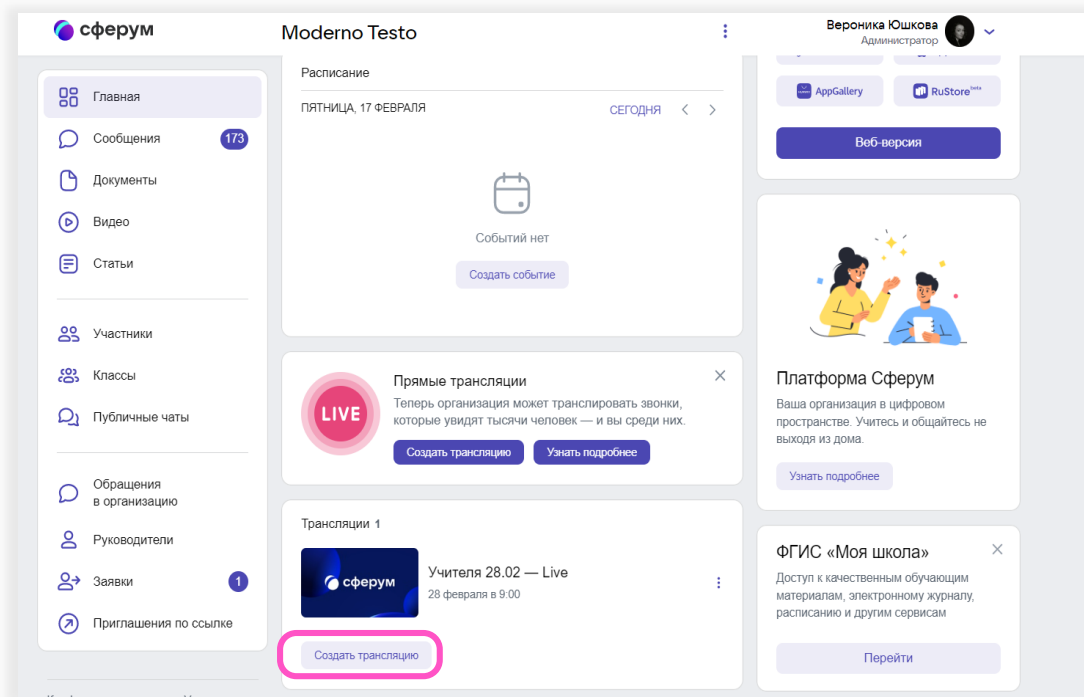 сферум
Moderno Testo
Вероника Юшкова
Администратор
Главная
Сообщения 173
Документы
Видео
Статьи
Участники
Классы
Публичные чаты
Обращения
в организацию
Руководители
Заявки 1
Приглашения по ссылке
Расписание
ПЯТНИЦА, 17 ФЕВРАЛЯ СЕГОДНЯ
Событий нет
Создать событие
LIVE
Прямые трансляции
Теперь организация может транслировать звонки,
которые увидят тысячи человек — и вы среди них.
Создать трансляцию Узнать подробнее
Трансляции 1
сферум
Учителя 28.02 — Live
28 февраля в 9:00
Создать трансляцию
AppGallery RuStore beta
Веб-версия
Платформа Сферум
Ваша организация в цифровом
пространстве. Учитесь и общайтесь не
выходя из дома.
Узнать подробнее
ФГИС «Моя школа»
Доступ к качественным обучающим
материалам, электронному журналу,
расписанию и другим сервисам
Перейти